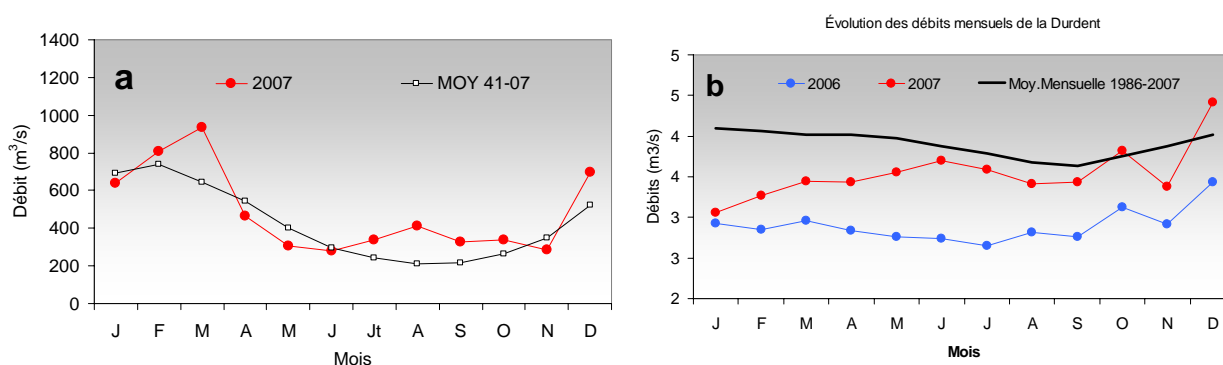 a
2007
MOY 41-07
1400
1200
1000
800
600
400
200
0
Débit (m³/s)
J F M A M J Jt A S O N D
Mois
Évolution des débits mensuels de la Durdent
b
2006
2007
Moy.Mensuelle 1986-2007
5
5
4
4
3
3
2
Débits (m3/s)
J F M A M J J A S O N D
Mois